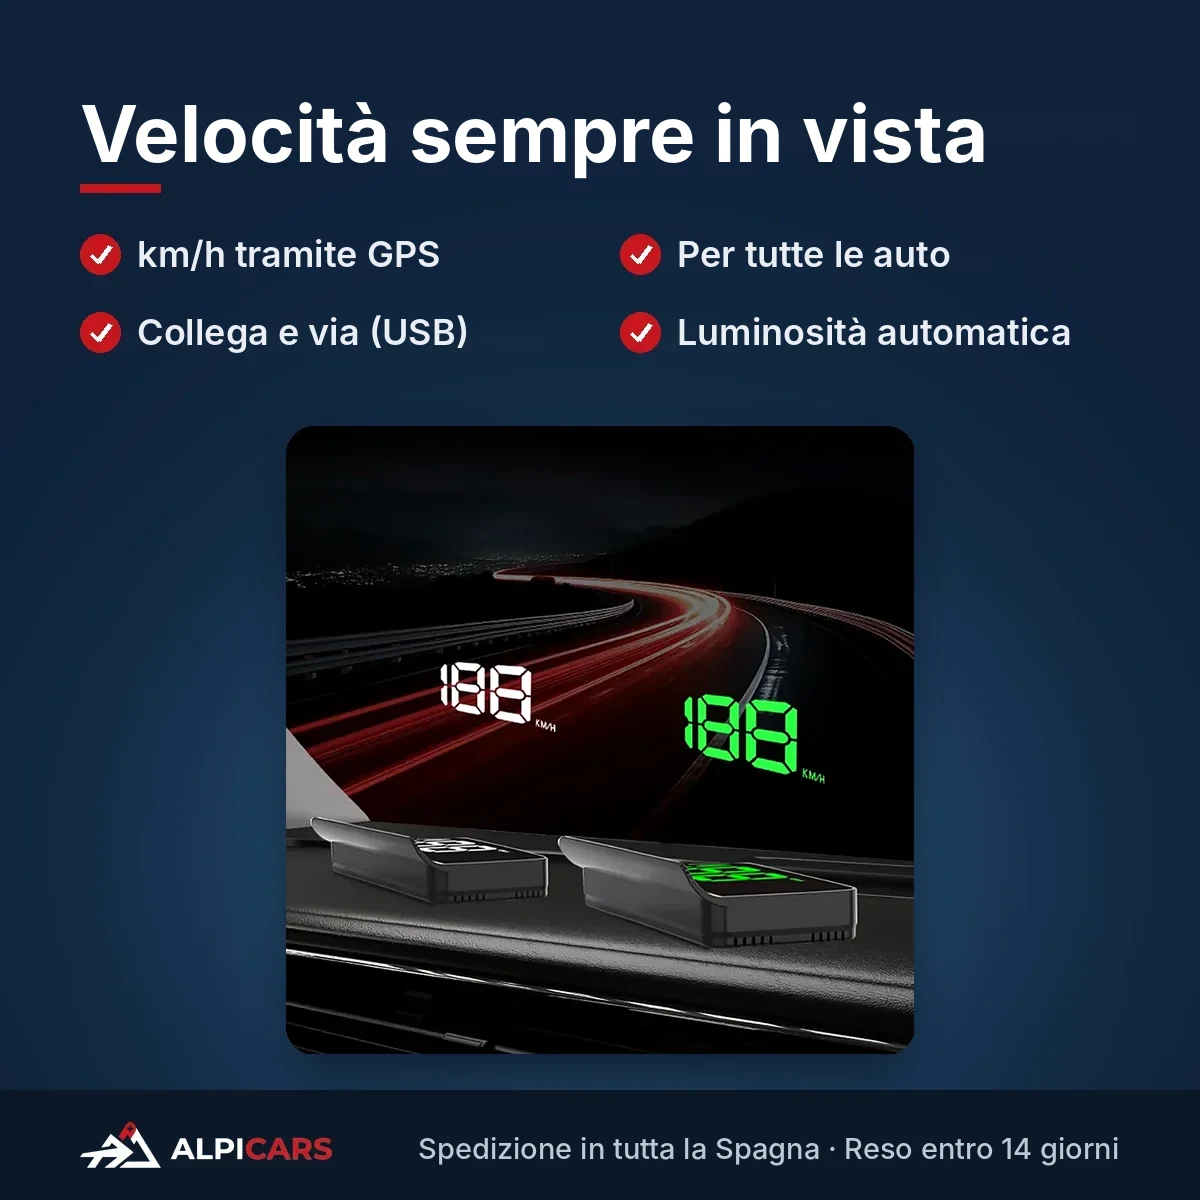 Velocità sempre in vista
km/h tramite GPS
Per tutte le auto
Collega e via (USB)
Luminosità automatica
188 KM/H
188 KM/H
ALPICARS
Spedizione in tutta la Spagna · Reso entro 14 giorni